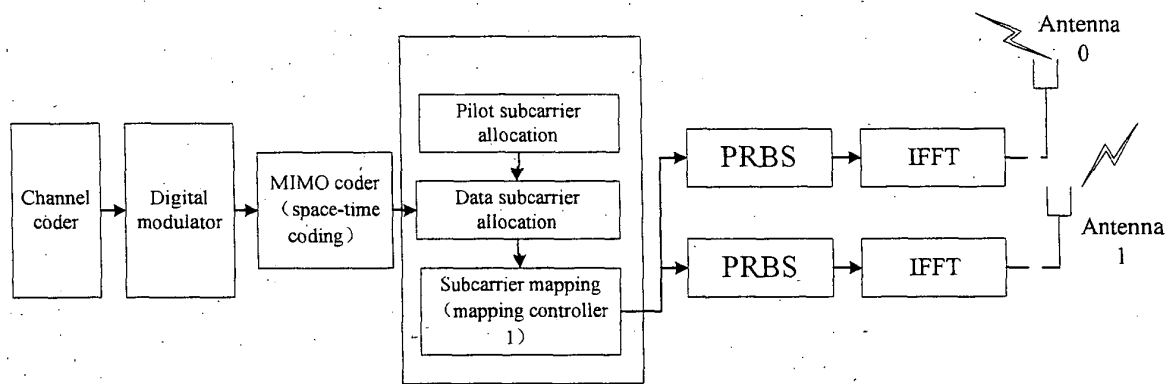 Channel
coder
Digital
modulator
MIMO coder
（space-time
coding）
Pilot subcarrier
allocation
Data subcarrier
allocation
Subcarrier mapping
（mapping controller
1）
PRBS
IFFT
PRBS
IFFT
Antenna
0
Antenna
1